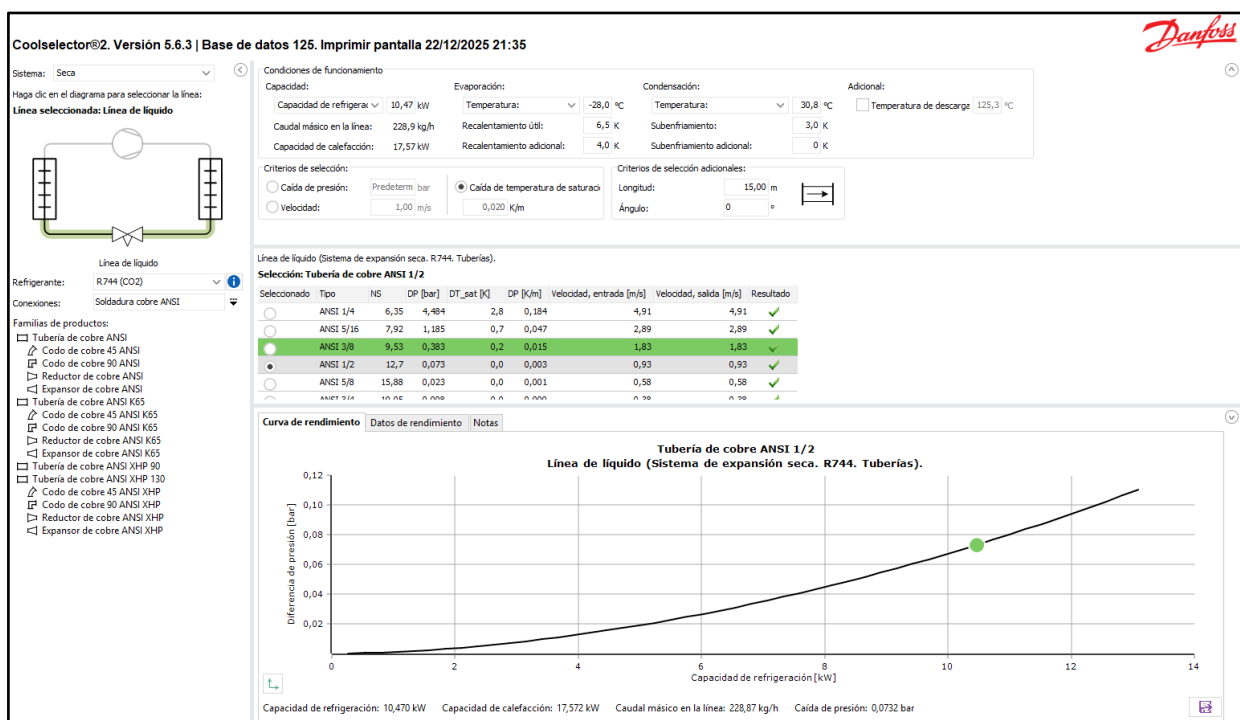 Danfoss
Coolselector®2. Versión 5.6.3 | Base de datos 125. Imprimir pantalla 22/12/2025 21:35
Sistema: Seca
Haga clic en el diagrama para seleccionar la línea:
Línea seleccionada: Línea de líquido
Línea de líquido
Refrigerante: R744 (CO2)
Conexiones: Soldadura cobre ANSI
Familias de productos:
Tubería de cobre ANSI
Codo de cobre 45 ANSI
Codo de cobre 90 ANSI
Reductor de cobre ANSI
Expansor de cobre ANSI
Tubería de cobre ANSI K65
Codo de cobre 45 ANSI K65
Codo de cobre 90 ANSI K65
Reductor de cobre ANSI K65
Expansor de cobre ANSI K65
Tubería de cobre ANSI XHP 90
Tubería de cobre ANSI XHP 130
Codo de cobre 45 ANSI XHP
Codo de cobre 90 ANSI XHP
Reductor de cobre ANSI XHP
Expansor de cobre ANSI XHP
Condiciones de funcionamiento
Capacidad: Evaporación: Condensación: Adicional:
Capacidad de refrigerac 10,47 kW Temperatura: -28,0 ºC Temperatura: 30,8 ºC Temperatura de descarga 125,3 ºC
Caudal másico en la línea: 228,9 kg/h Recalentamiento útil: 6,5 K Subenfriamiento: 3,0 K
Capacidad de calefacción: 17,57 kW Recalentamiento adicional: 4,0 K Subenfriamiento adicional: 0 K
Criterios de selección: Criterios de selección adicionales:
Caída de presión: Predeterm bar Caída de temperatura de saturaci Longitud: 15,00 m
Velocidad: 1,00 m/s 0,020 K/m Ángulo: 0 º
Línea de líquido (Sistema de expansión seca. R744. Tuberías).
Selección: Tubería de cobre ANSI 1/2
Seleccionado Tipo NS DP [bar] DT_sat [K] DP [K/m] Velocidad, entrada [m/s] Velocidad, salida [m/s] Resultado
ANSI 1/4 6,35 4,484 2,8 0,184 4,91 4,91
ANSI 5/16 7,92 1,185 0,7 0,047 2,89 2,89
ANSI 3/8 9,53 0,383 0,2 0,015 1,83 1,83
ANSI 1/2 12,7 0,073 0,0 0,003 0,93 0,93
ANSI 5/8 15,88 0,023 0,0 0,001 0,58 0,58
ANSI 3/4 19,05 0,008 0,0 0,000 0,38 0,38
Curva de rendimiento Datos de rendimiento Notas
Tubería de cobre ANSI 1/2
Línea de líquido (Sistema de expansión seca. R744. Tuberías).
Diferencia de presión [bar]
0,12
0,10
0,08
0,06
0,04
0,02
0 2 4 6 8 10 12 14
Capacidad de refrigeración [kW]
Capacidad de refrigeración: 10,470 kW Capacidad de calefacción: 17,572 kW Caudal másico en la línea: 228,87 kg/h Caída de presión: 0,0732 bar